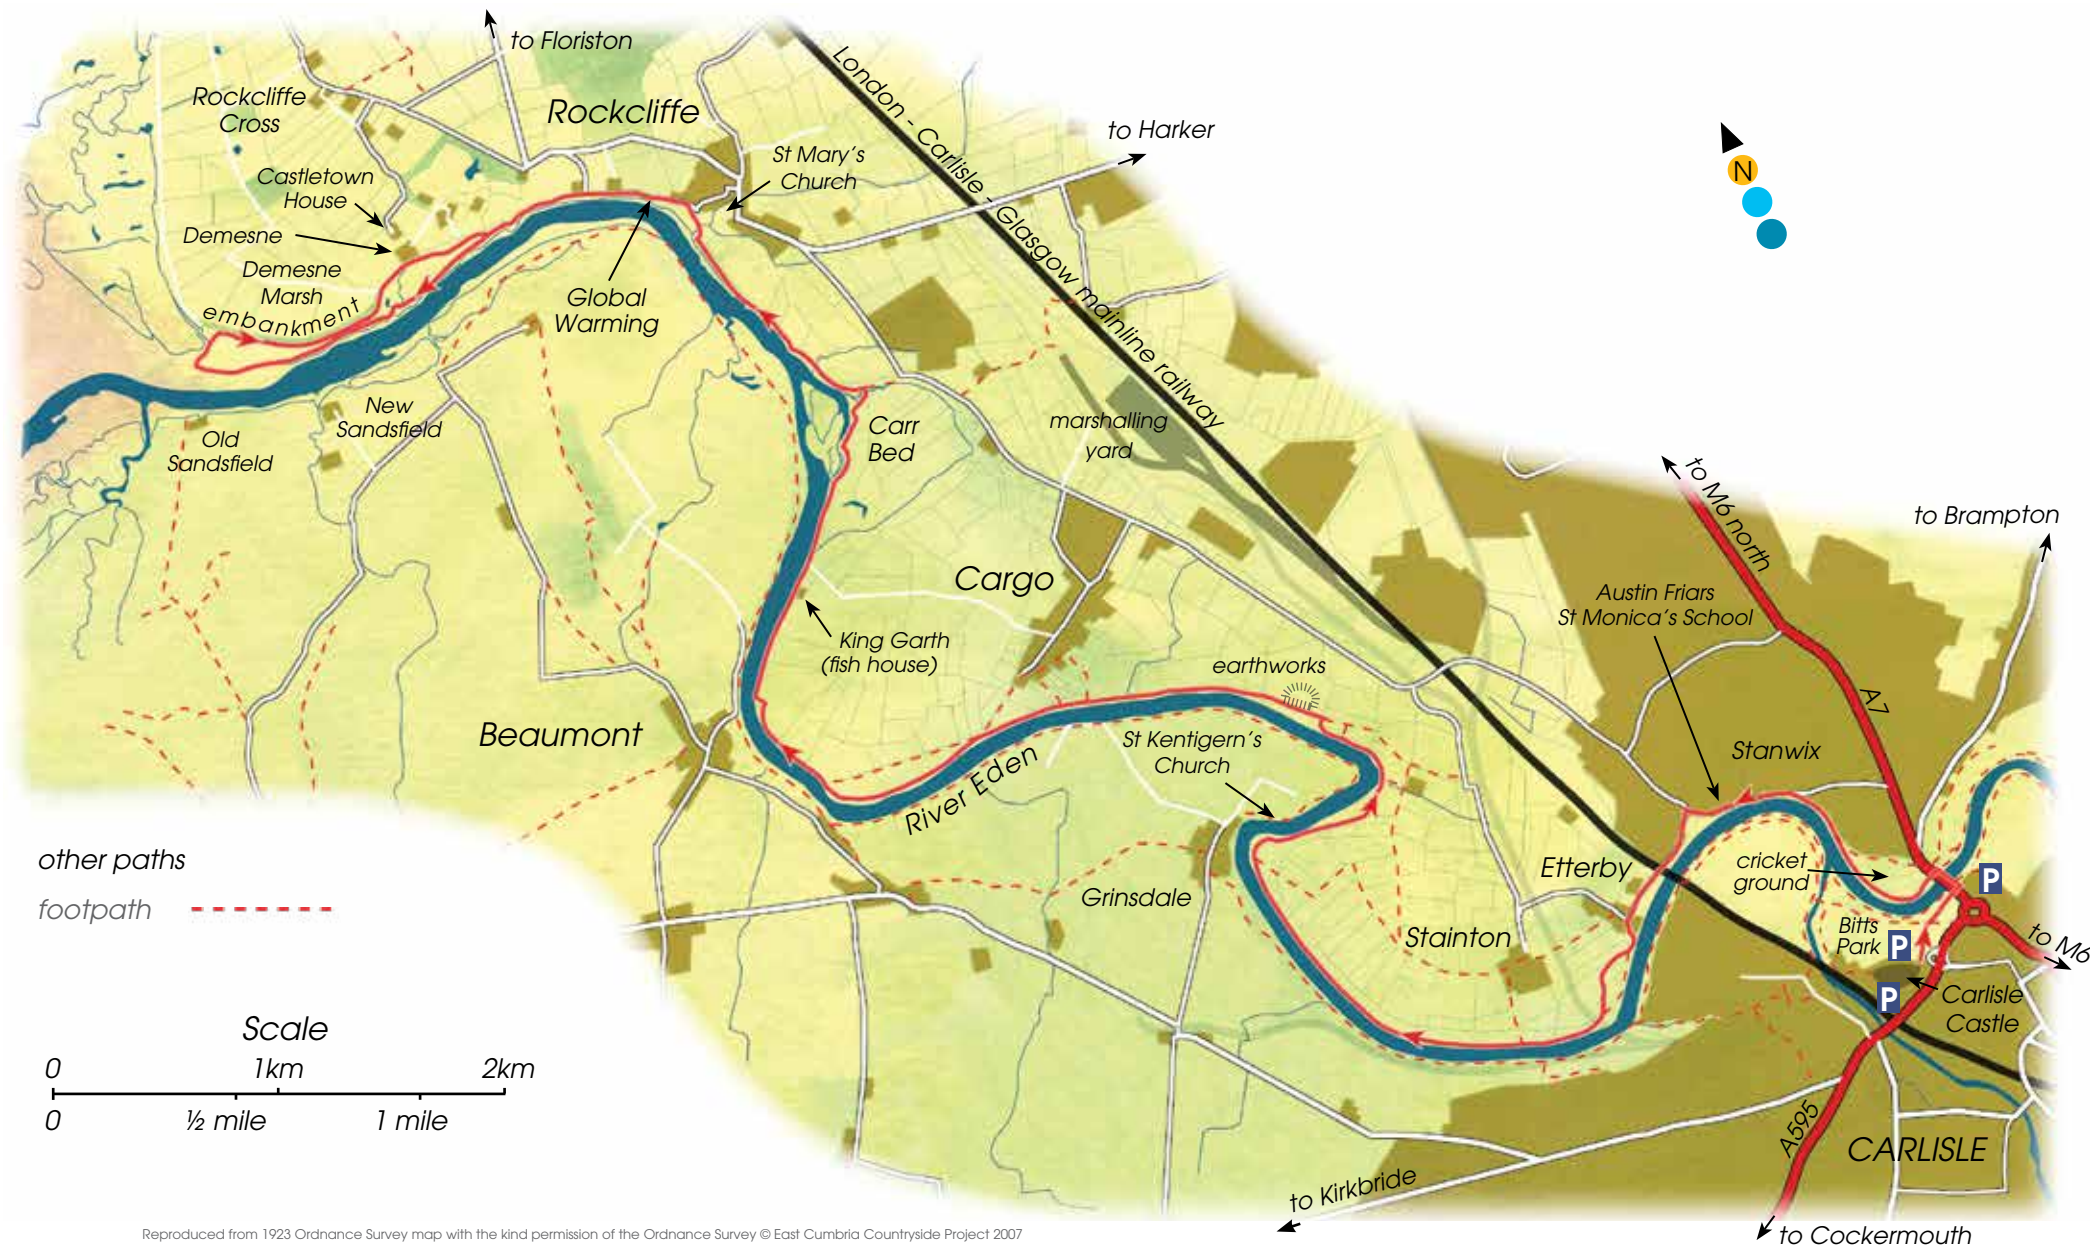 to Floriston
Rockcliffe
Cross
Rockcliffe
London - Carlisle - Glasgow mainline railway
to Harker
St Mary's
Church
Castletown
House
Demesne
Demesne
Marsh
embankment
Global
Warming
N
New
Sandsfield
Old
Sandsfield
Carr
Bed
marshalling
yard
to M6 north
to Brampton
Cargo
Austin Friars
St Monica's School
King Garth
(fish house)
earthworks
A7
Beaumont
St Kentigern's
Church
Stanwix
River Eden
other paths
footpath
Etterby
cricket
ground
P
Grinsdale
Stainton
Bitts
Park
P
to M6
P
Carlisle
Castle
Scale
0 1km 2km
0 ½ mile 1 mile
A595
CARLISLE
to Kirkbride
to Cockermouth
Reproduced from 1923 Ordnance Survey map with the kind permission of the Ordnance Survey © East Cumbria Countryside Project 2007